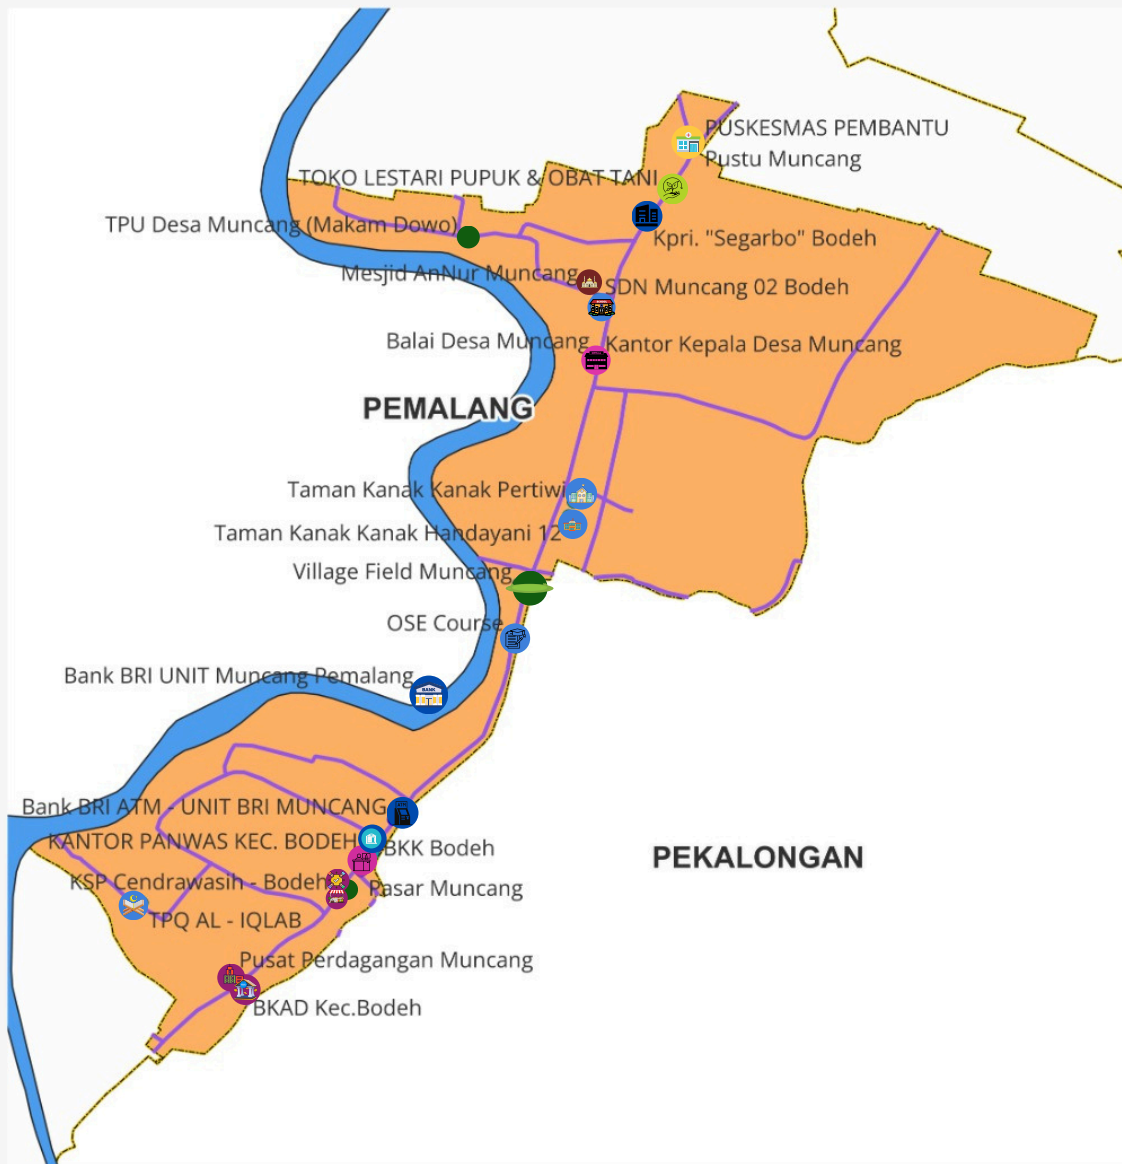 PUSKESMAS PEMBANTU
Pustu Muncang
TOKO LESTARI PUPUK & OBAT TANI
TPU Desa Muncang (Makam Dowo)
Kpri. "Segarbo" Bodeh
Mesjid AnNur Muncang
SDN Muncang 02 Bodeh
Balai Desa Muncang
Kantor Kepala Desa Muncang
PEMALANG
Taman Kanak Kanak Pertiwi
Taman Kanak Kanak Handayani 12
Village Field Muncang
OSE Course
Bank BRI UNIT Muncang Pemalang
BANK
Bank BRI ATM - UNIT BRI MUNCANG
KANTOR PANWAS KEC. BODEH
BKK Bodeh
PEKALONGAN
KSP Cendrawasih - Bodeh
Pasar Muncang
TPQ AL - IQLAB
Pusat Perdagangan Muncang
BKAD Kec.Bodeh